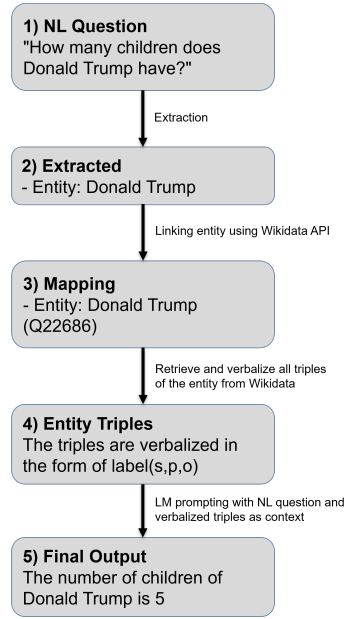 1) NL Question
"How many children does
Donald Trump have?"
Extraction
2) Extracted
- Entity: Donald Trump
Linking entity using Wikidata API
3) Mapping
- Entity: Donald Trump
(Q22686)
Retrieve and verbalize all triples
of the entity from Wikidata
4) Entity Triples
The triples are verbalized in
the form of label(s,p,o)
LM prompting with NL question and
verbalized triples as context
5) Final Output
The number of children of
Donald Trump is 5